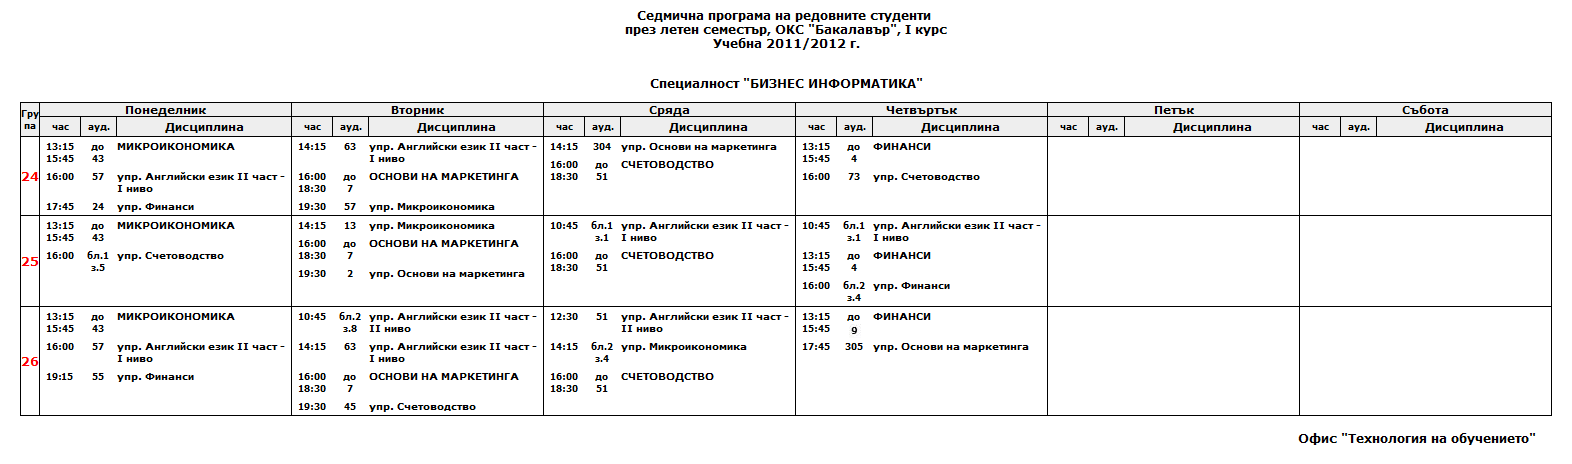 Седмична програма на редовните студенти
през летен семестър, ОКС "Бакалавър", I курс
Учебна 2011/2012 г.
Специалност "БИЗНЕС ИНФОРМАТИКА"
Гру
па
Понеделник Вторник Сряда Четвъртък Петък Събота
час ауд. Дисциплина час ауд. Дисциплина час ауд. Дисциплина час ауд. Дисциплина час ауд. Дисциплина час ауд. Дисциплина
24
13:15 до МИКРОИКОНОМИКА
15:45 43
16:00 57 упр. Английски език II част -
I ниво
17:45 24 упр. Финанси
14:15 63 упр. Английски език II част -
I ниво
16:00 до ОСНОВИ НА МАРКЕТИНГА
18:30 7
19:30 57 упр. Микроикономика
14:15 304 упр. Основи на маркетинга
16:00 до СЧЕТОВОДСТВО
18:30 51
13:15 до ФИНАНСИ
15:45 4
16:00 73 упр. Счетоводство
25
13:15 до МИКРОИКОНОМИКА
15:45 43
16:00 бл.1 упр. Счетоводство
з.5
14:15 13 упр. Микроикономика
16:00 до ОСНОВИ НА МАРКЕТИНГА
18:30 7
19:30 2 упр. Основи на маркетинга
10:45 бл.1 упр. Английски език II част -
з.1 I ниво
16:00 до СЧЕТОВОДСТВО
18:30 51
10:45 бл.1 упр. Английски език II част -
з.1 I ниво
13:15 до ФИНАНСИ
15:45 4
16:00 бл.2 упр. Финанси
з.4
26
13:15 до МИКРОИКОНОМИКА
15:45 43
16:00 57 упр. Английски език II част -
I ниво
19:15 55 упр. Финанси
10:45 бл.2 упр. Английски език II част -
з.8 II ниво
14:15 63 упр. Английски език II част -
I ниво
16:00 до ОСНОВИ НА МАРКЕТИНГА
18:30 7
19:30 45 упр. Счетоводство
12:30 51 упр. Английски език II част -
II ниво
14:15 бл.2 упр. Микроикономика
з.4
16:00 до СЧЕТОВОДСТВО
18:30 51
13:15 до ФИНАНСИ
15:45 9
17:45 305 упр. Основи на маркетинга
Офис "Технология на обучението"